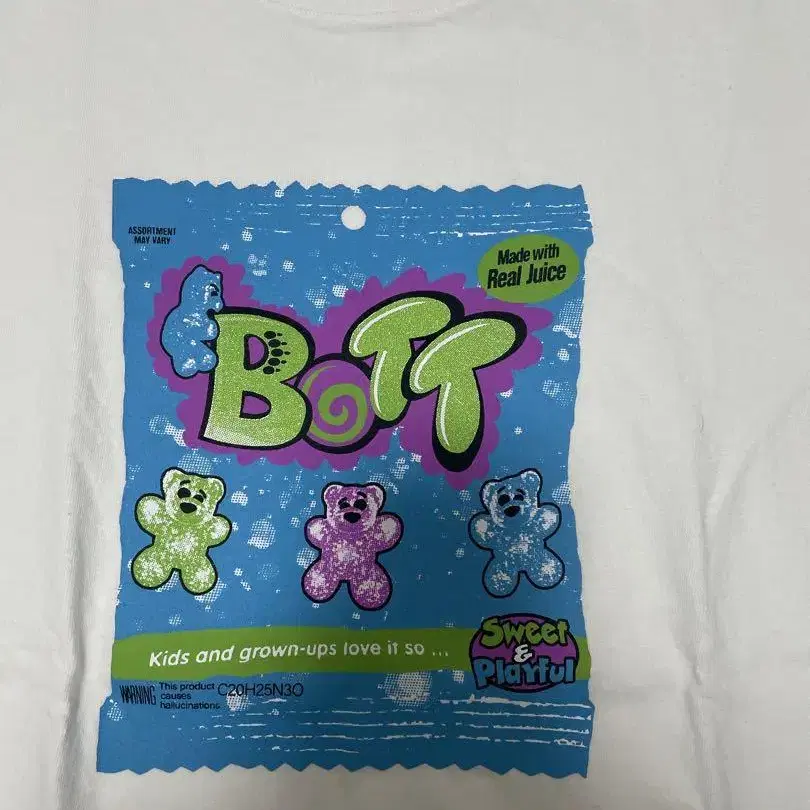 ASSORTMENT
MAY VARY
Made with
Real Juice
BOTT
Kids and grown-ups love it so ...
Sweet
&
Playful
WARNING
This product
causes
hallucinations
C20H25N3O